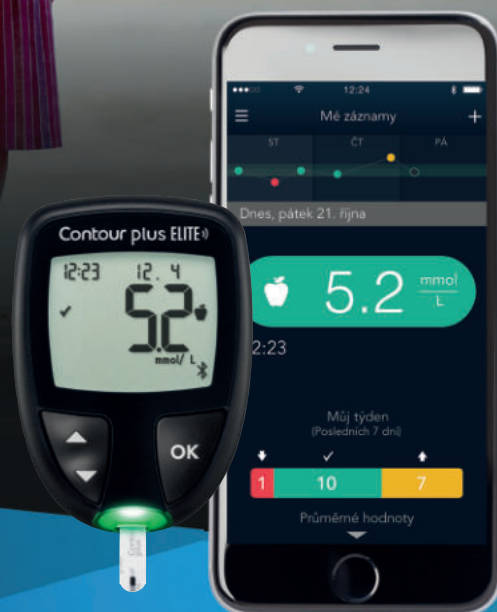 Contour plus ELITE
12:23 12. 4
5.2
mmol/ L
OK
12:24
Mé záznamy
ST ČT PÁ
Dnes, pátek 21. října
5.2 mmol
L
2:23
Můj týden
(Posledních 7 dní)
1 10 7
Průměrné hodnoty